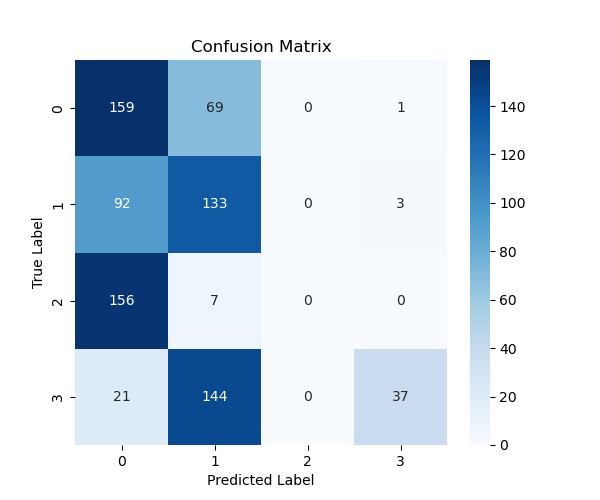 Confusion Matrix
True Label
0 159 69 0 1
1 92 133 0 3
2 156 7 0 0
3 21 144 0 37
0 1 2 3
Predicted Label
140
120
100
80
60
40
20
0